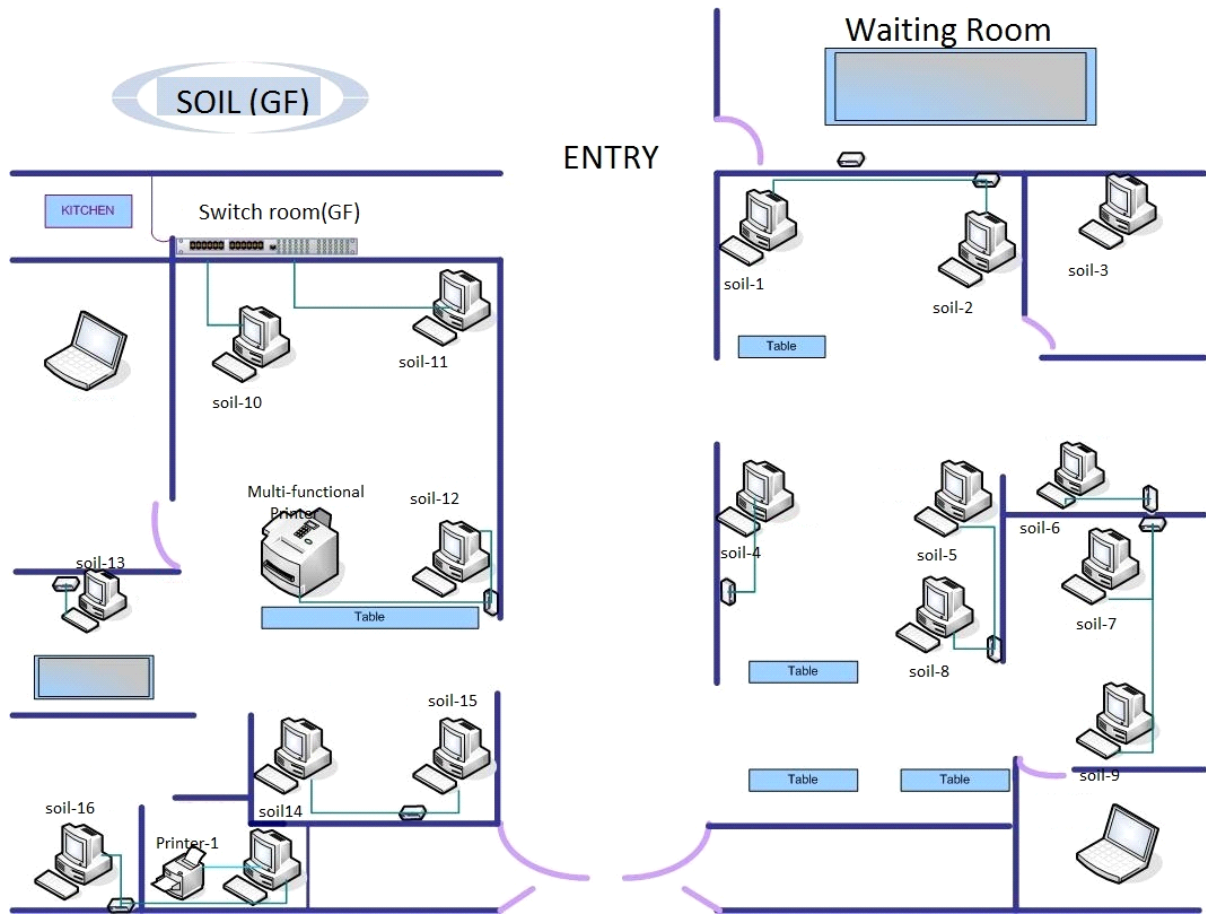 Waiting Room
SOIL (GF)
ENTRY
KITCHEN
Switch room(GF)
soil-1
soil-2
soil-3
Table
soil-11
soil-10
Multi-functional
Printer
soil-12
soil-4
soil-5
soil-6
soil-13
Table
soil-7
soil-8
Table
soil-15
soil-9
Table
Table
soil-16
soil14
Printer-1